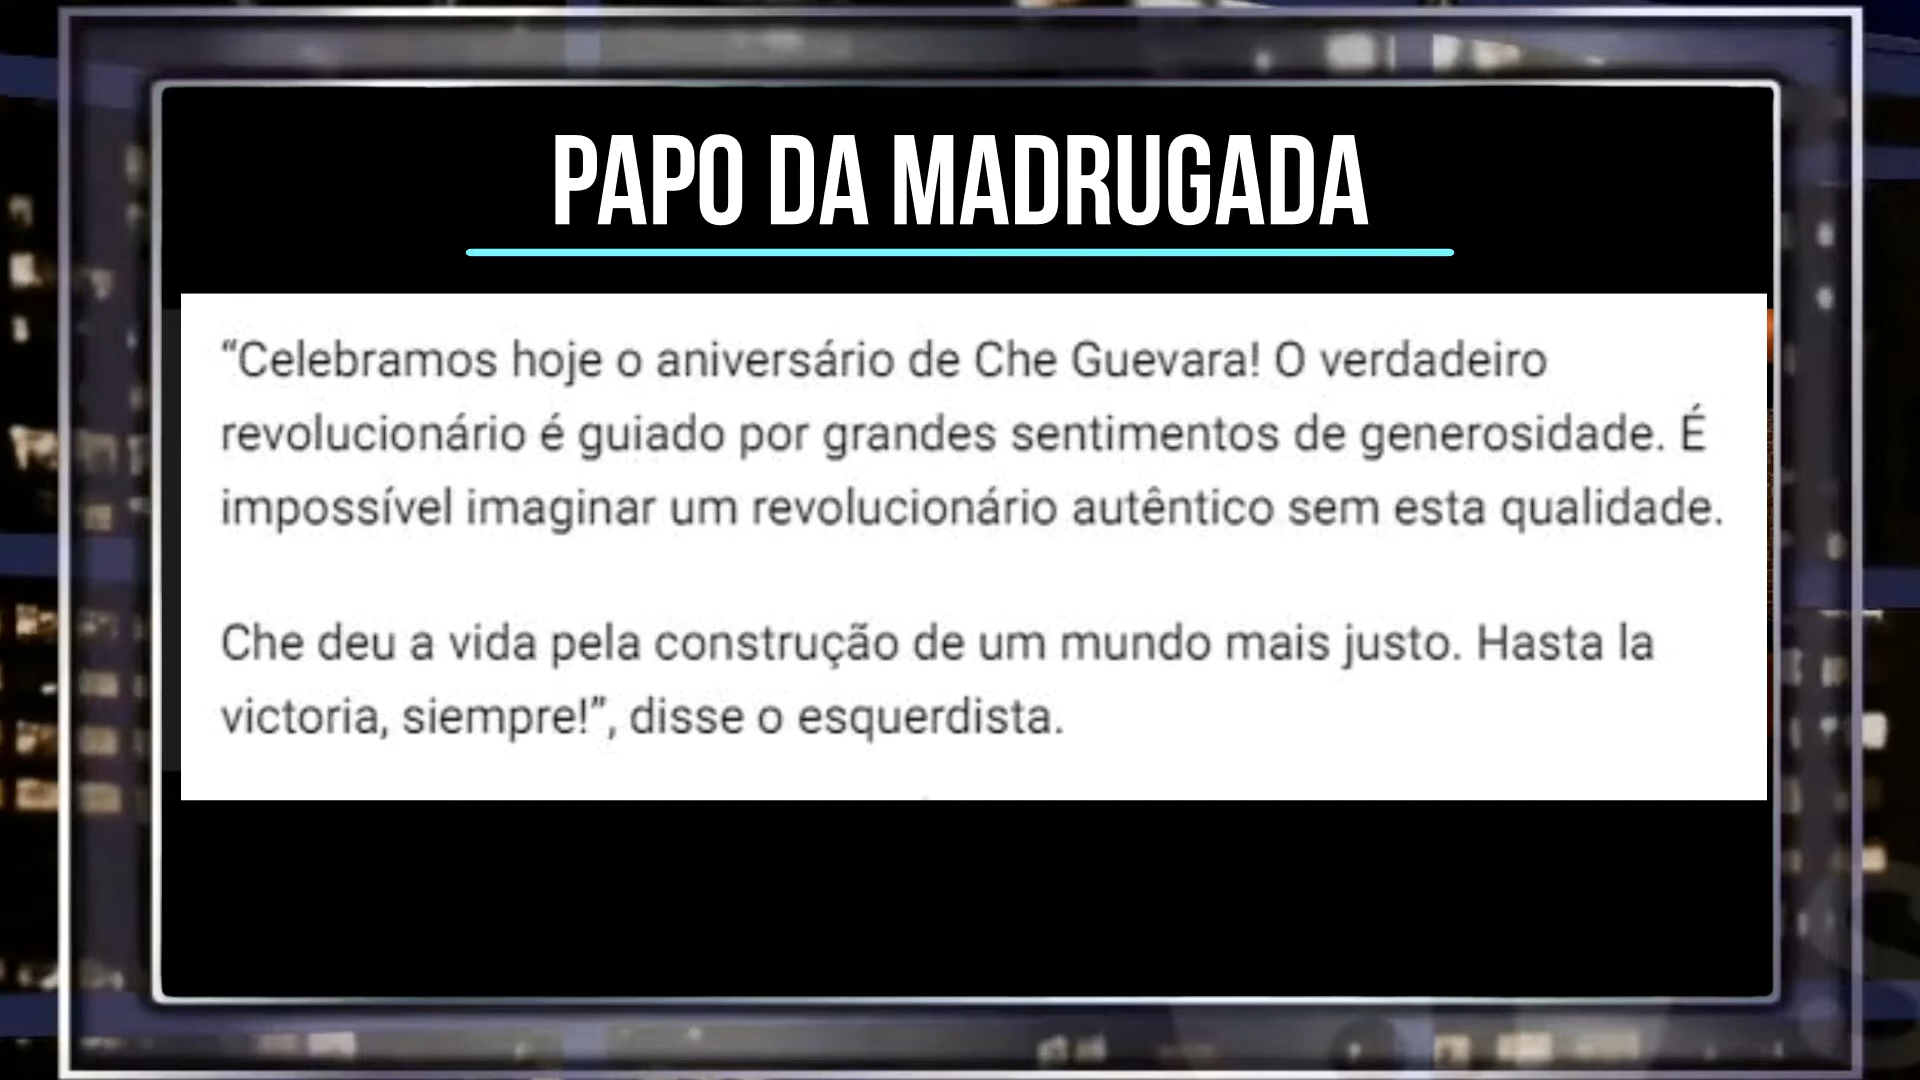 PAPO DA MADRUGADA
“Celebramos hoje o aniversário de Che Guevara! O verdadeiro
revolucionário é guiado por grandes sentimentos de generosidade. É
impossível imaginar um revolucionário autêntico sem esta qualidade.
Che deu a vida pela construção de um mundo mais justo. Hasta la
victoria, siempre!”, disse o esquerdista.